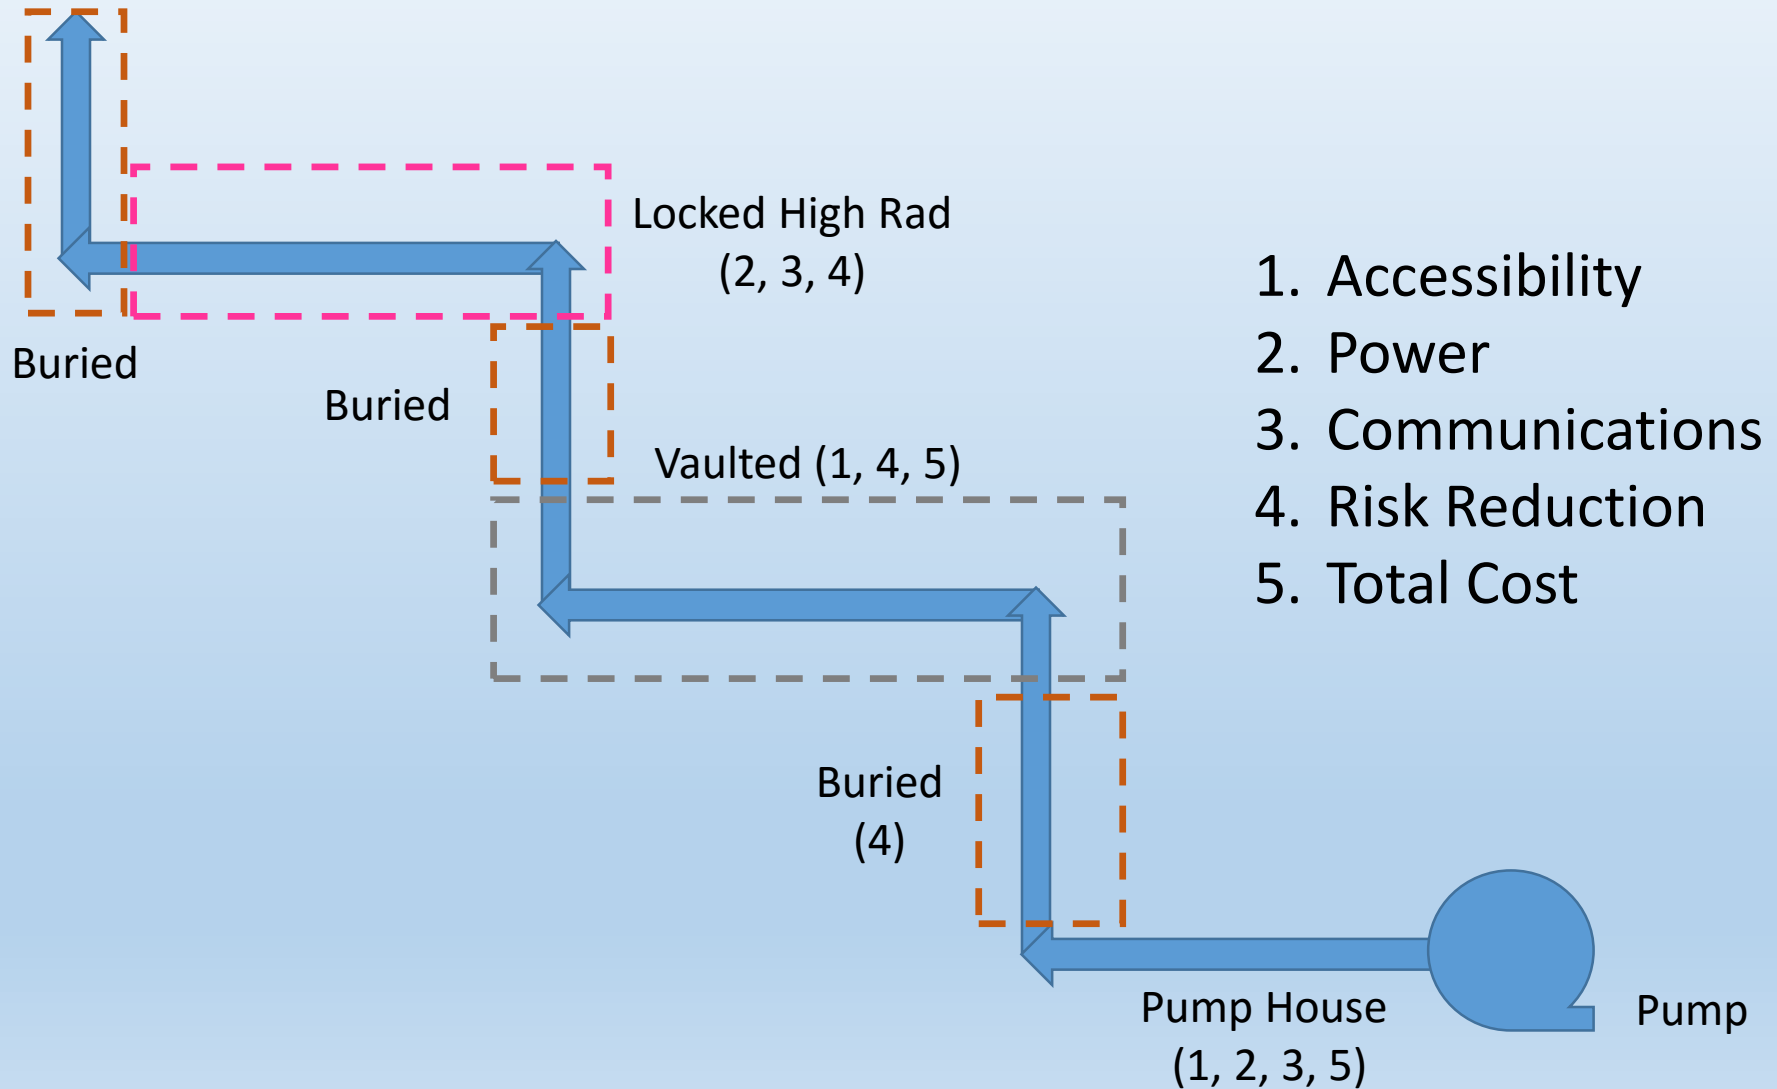 Locked High Rad
(2, 3, 4)
Buried
Buried
Vaulted (1, 4, 5)
1. Accessibility
2. Power
3. Communications
4. Risk Reduction
5. Total Cost
Buried
(4)
Pump House
(1, 2, 3, 5)
Pump